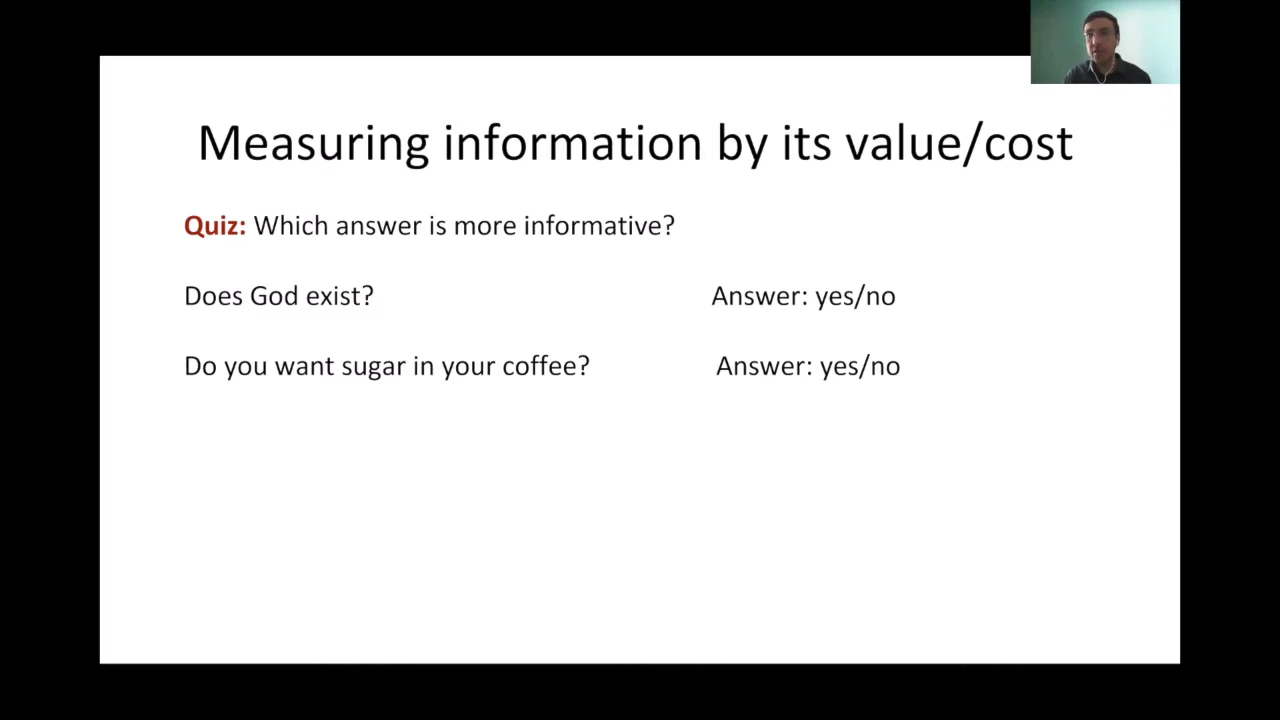 Measuring information by its value/cost
Quiz: Which answer is more informative?
Does God exist? Answer: yes/no
Do you want sugar in your coffee? Answer: yes/no